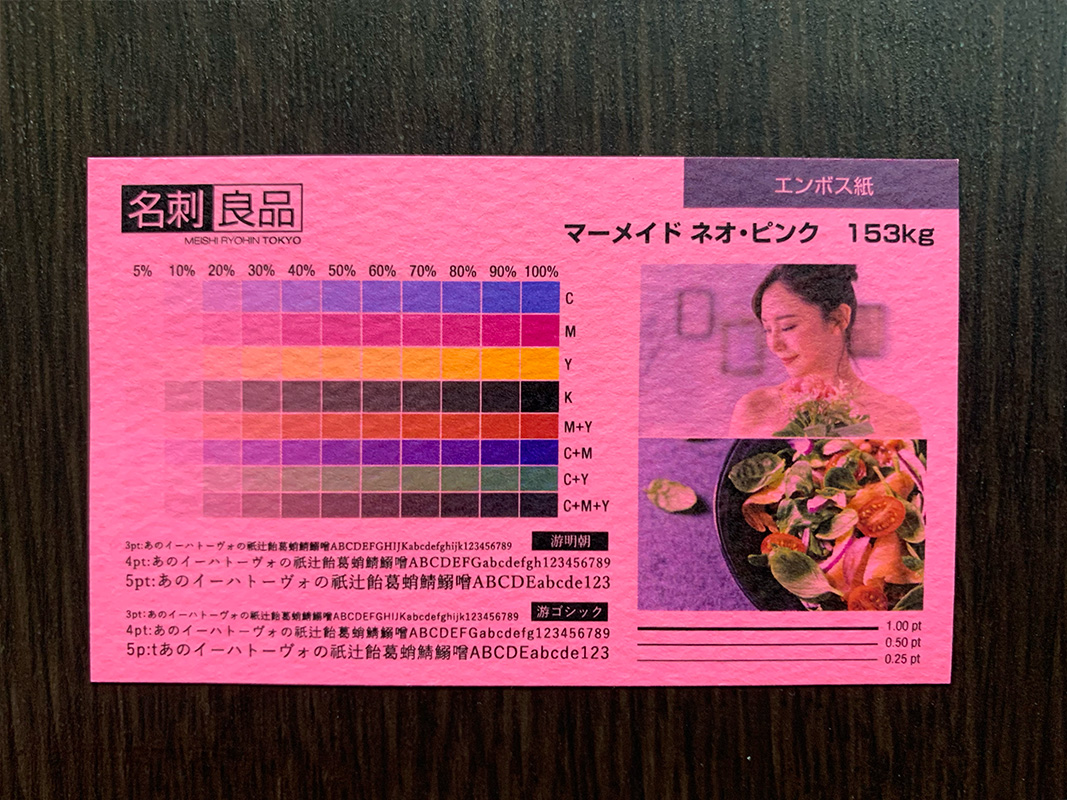 名刺良品
MEISHI RYOHIN TOKYO
エンボス紙
マーメイド ネオ・ピンク 153kg
5% 10% 20% 30% 40% 50% 60% 70% 80% 90% 100%
C
M
Y
K
M+Y
C+M
C+Y
C+M+Y
游明朝
3pt:あのイーハトーヴォの祇辻飴葛蛸鯖鰯噌ABCDEFGHIJKabcdefghijk123456789
4pt:あのイーハトーヴォの祇辻飴葛蛸鯖鰯噌ABCDEFGabcdefgh123456789
5pt:あのイーハトーヴォの祇辻飴葛蛸鯖鰯噌ABCDEabcde123
游ゴシック
3pt:あのイーハトーヴォの祇辻飴葛蛸鯖鰯噌ABCDEFGHIJKabcdefghijk123456789
4pt:あのイーハトーヴォの祇辻飴葛蛸鯖鰯噌ABCDEFGabcdefg123456789
5p:tあのイーハトーヴォの祇辻飴葛蛸鯖鰯噌ABCDEabcde123
1.00 pt
0.50 pt
0.25 pt